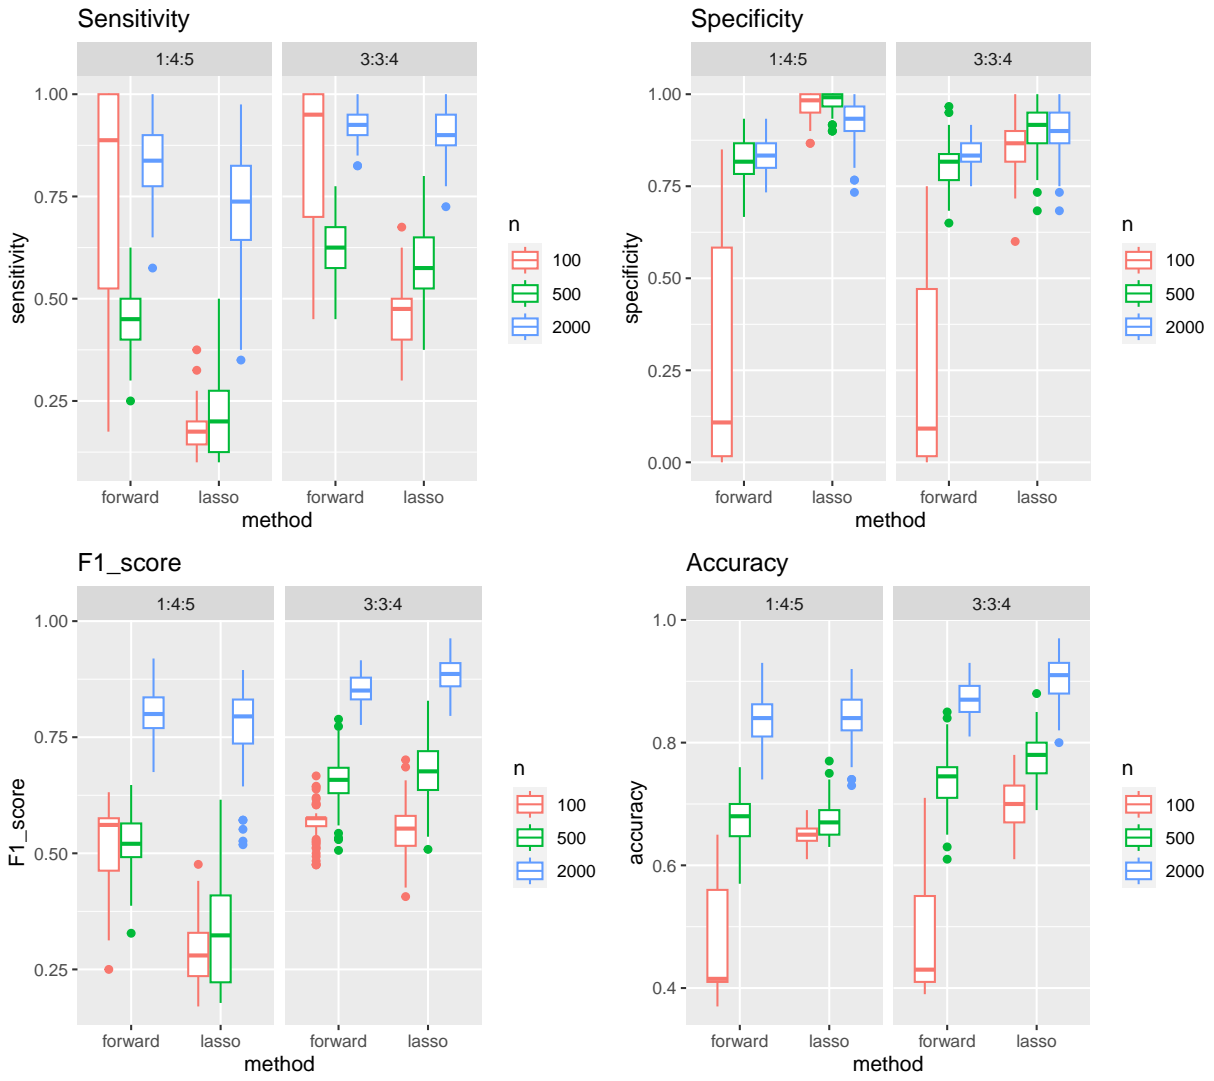 Sensitivity
1:4:5
3:3:4
1.00
0.75
0.50
0.25
sensitivity
forward
lasso
forward
lasso
method
n
100
500
2000
Specificity
1:4:5
3:3:4
1.00
0.75
0.50
0.25
0.00
specificity
forward
lasso
forward
lasso
method
n
100
500
2000
F1_score
1:4:5
3:3:4
1.00
0.75
0.50
0.25
F1_score
forward
lasso
forward
lasso
method
n
100
500
2000
Accuracy
1:4:5
3:3:4
1.0
0.8
0.6
0.4
accuracy
forward
lasso
forward
lasso
method
n
100
500
2000